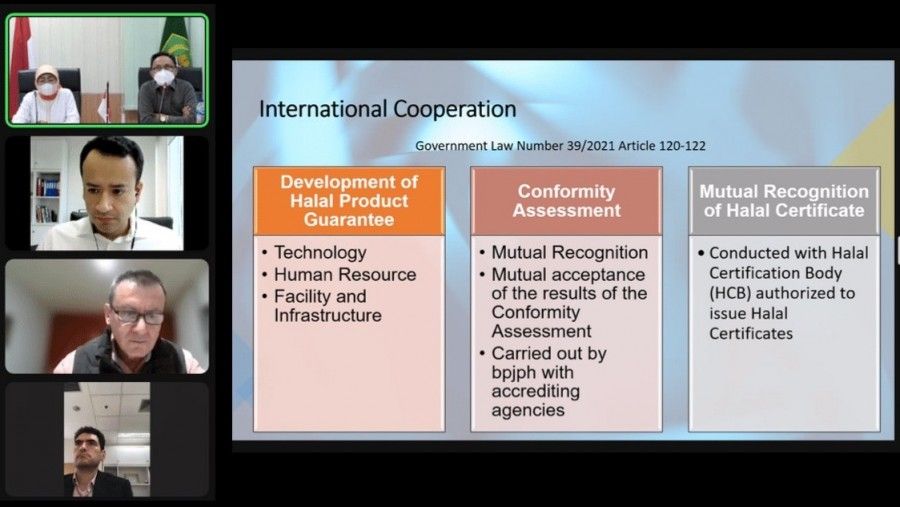 International Cooperation
Government Law Number 39/2021 Article 120-122
Development of
Halal Product
Guarantee
• Technology
• Human Resource
• Facility and
Infrastructure
Conformity
Assessment
• Mutual Recognition
• Mutual acceptance
of the results of the
Conformity
Assessment
• Carried out by
bpjph with
accrediting
agencies
Mutual Recognition
of Halal Certificate
• Conducted with Halal
Certification Body
(HCB) authorized to
issue Halal
Certificates